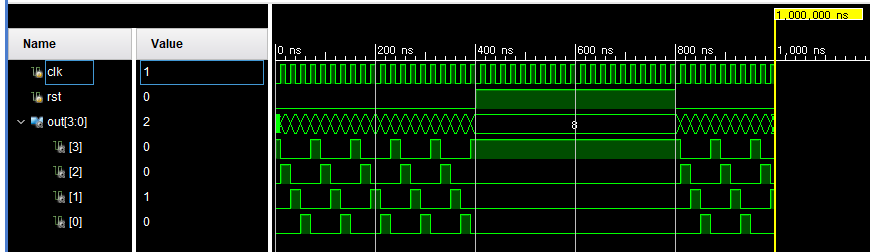 1,000,000 ns
Name Value
0 ns 200 ns 400 ns 600 ns 800 ns 1,000 ns
clk 1
rst 0
out[3:0] 2 8
[3] 0
[2] 0
[1] 1
[0] 0